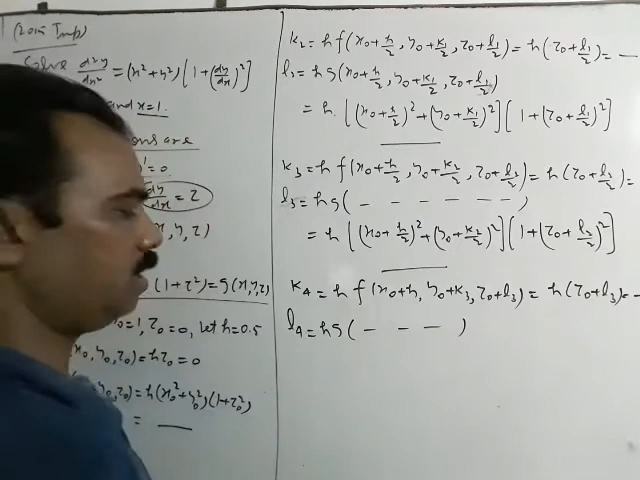 (2015 Imp)
Solve d²y/dx² = (x²+y²)[1+(dy/dx)²]
and x=1.
ons are
y'=0
dy/dx = z
x, y, z)
(1+z²)=g(x,y,z)
y₀=1, z₀=0, let h=0.5
x₀, y₀, z₀)=hz₀=0
y₀, z₀)=h(x₀²+y₀²)(1+z₀²)
= —
k₂=hf(x₀+h/2, y₀+k₁/2, z₀+l₁/2)=h(z₀+l₁/2)= —
l₂=hg(x₀+h/2, y₀+k₁/2, z₀+l₁/2)
=h[(x₀+h/2)²+(y₀+k₁/2)²][1+(z₀+l₁/2)²]
k₃=hf(x₀+h/2, y₀+k₂/2, z₀+l₂/2)=h(z₀+l₂/2)=
l₃=hg(— — — — — —)
=h[(x₀+h/2)²+(y₀+k₂/2)²][1+(z₀+l₂/2)²]
k₄=hf(x₀+h, y₀+k₃, z₀+l₃)=h(z₀+l₃)=-
l₄=hg(— — —)